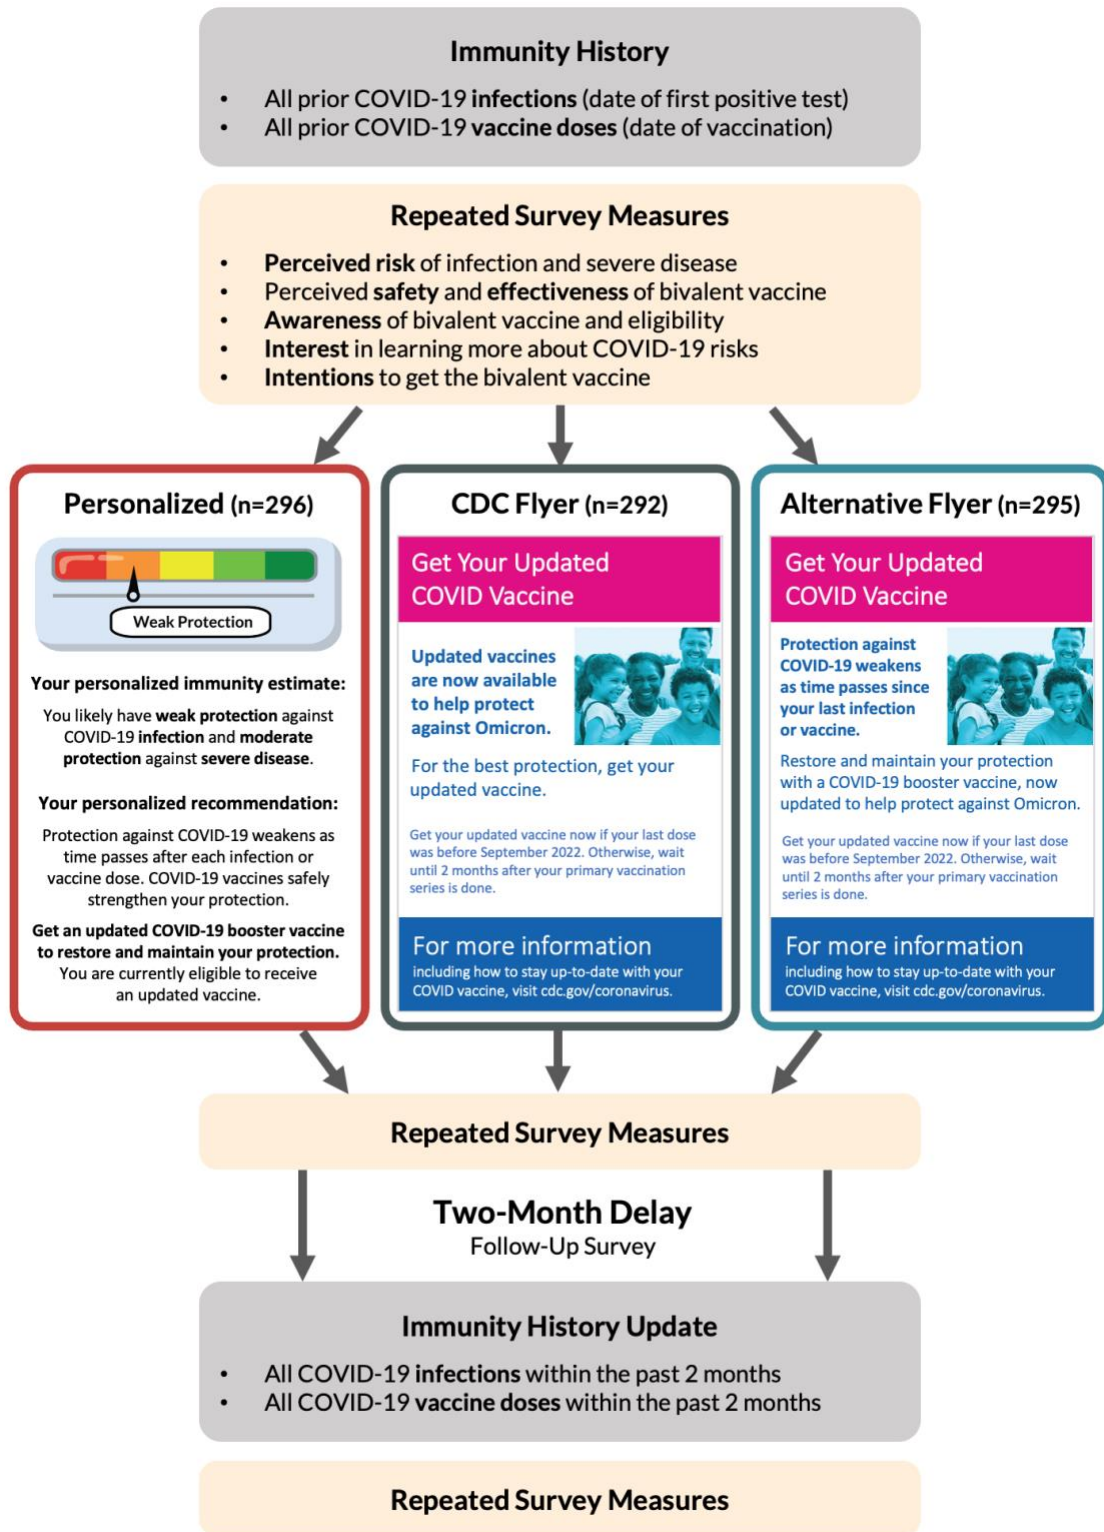 Immunity History
• All prior COVID-19 infections (date of first positive test)
• All prior COVID-19 vaccine doses (date of vaccination)
Repeated Survey Measures
• Perceived risk of infection and severe disease
• Perceived safety and effectiveness of bivalent vaccine
• Awareness of bivalent vaccine and eligibility
• Interest in learning more about COVID-19 risks
• Intentions to get the bivalent vaccine
Personalized (n=296)
Weak Protection
Your personalized immunity estimate:
You likely have weak protection against
COVID-19 infection and moderate
protection against severe disease.
Your personalized recommendation:
Protection against COVID-19 weakens as
time passes after each infection or
vaccine dose. COVID-19 vaccines safely
strengthen your protection.
Get an updated COVID-19 booster vaccine
to restore and maintain your protection.
You are currently eligible to receive
an updated vaccine.
CDC Flyer (n=292)
Get Your Updated
COVID Vaccine
Updated vaccines
are now available
to help protect
against Omicron.
For the best protection, get your
updated vaccine.
Get your updated vaccine now if your last dose
was before September 2022. Otherwise, wait
until 2 months after your primary vaccination
series is done.
For more information
including how to stay up-to-date with your
COVID vaccine, visit cdc.gov/coronavirus.
Alternative Flyer (n=295)
Get Your Updated
COVID Vaccine
Protection against
COVID-19 weakens
as time passes since
your last infection
or vaccine.
Restore and maintain your protection
with a COVID-19 booster vaccine, now
updated to help protect against Omicron.
Get your updated vaccine now if your last dose
was before September 2022. Otherwise, wait
until 2 months after your primary vaccination
series is done.
For more information
including how to stay up-to-date with your
COVID vaccine, visit cdc.gov/coronavirus.
Repeated Survey Measures
Two-Month Delay
Follow-Up Survey
Immunity History Update
• All COVID-19 infections within the past 2 months
• All COVID-19 vaccine doses within the past 2 months
Repeated Survey Measures